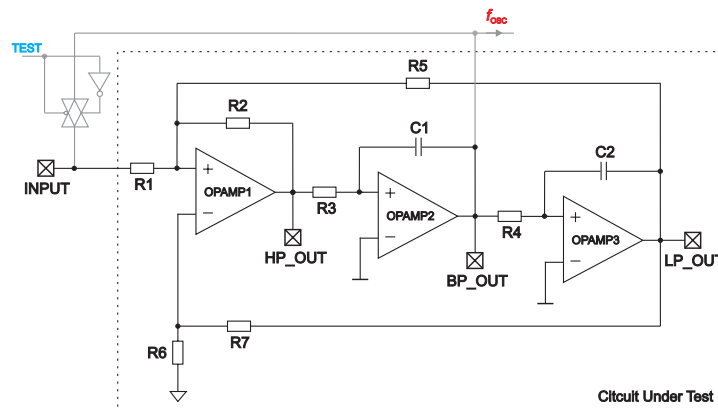 fOSC
TEST
R5
R2
C1
C2
+
OPAMP1
−
R1
INPUT
R3
+
OPAMP2
−
R4
+
OPAMP3
−
HP_OUT
BP_OUT
LP_OUT
R6
R7
Citcuit Under Test